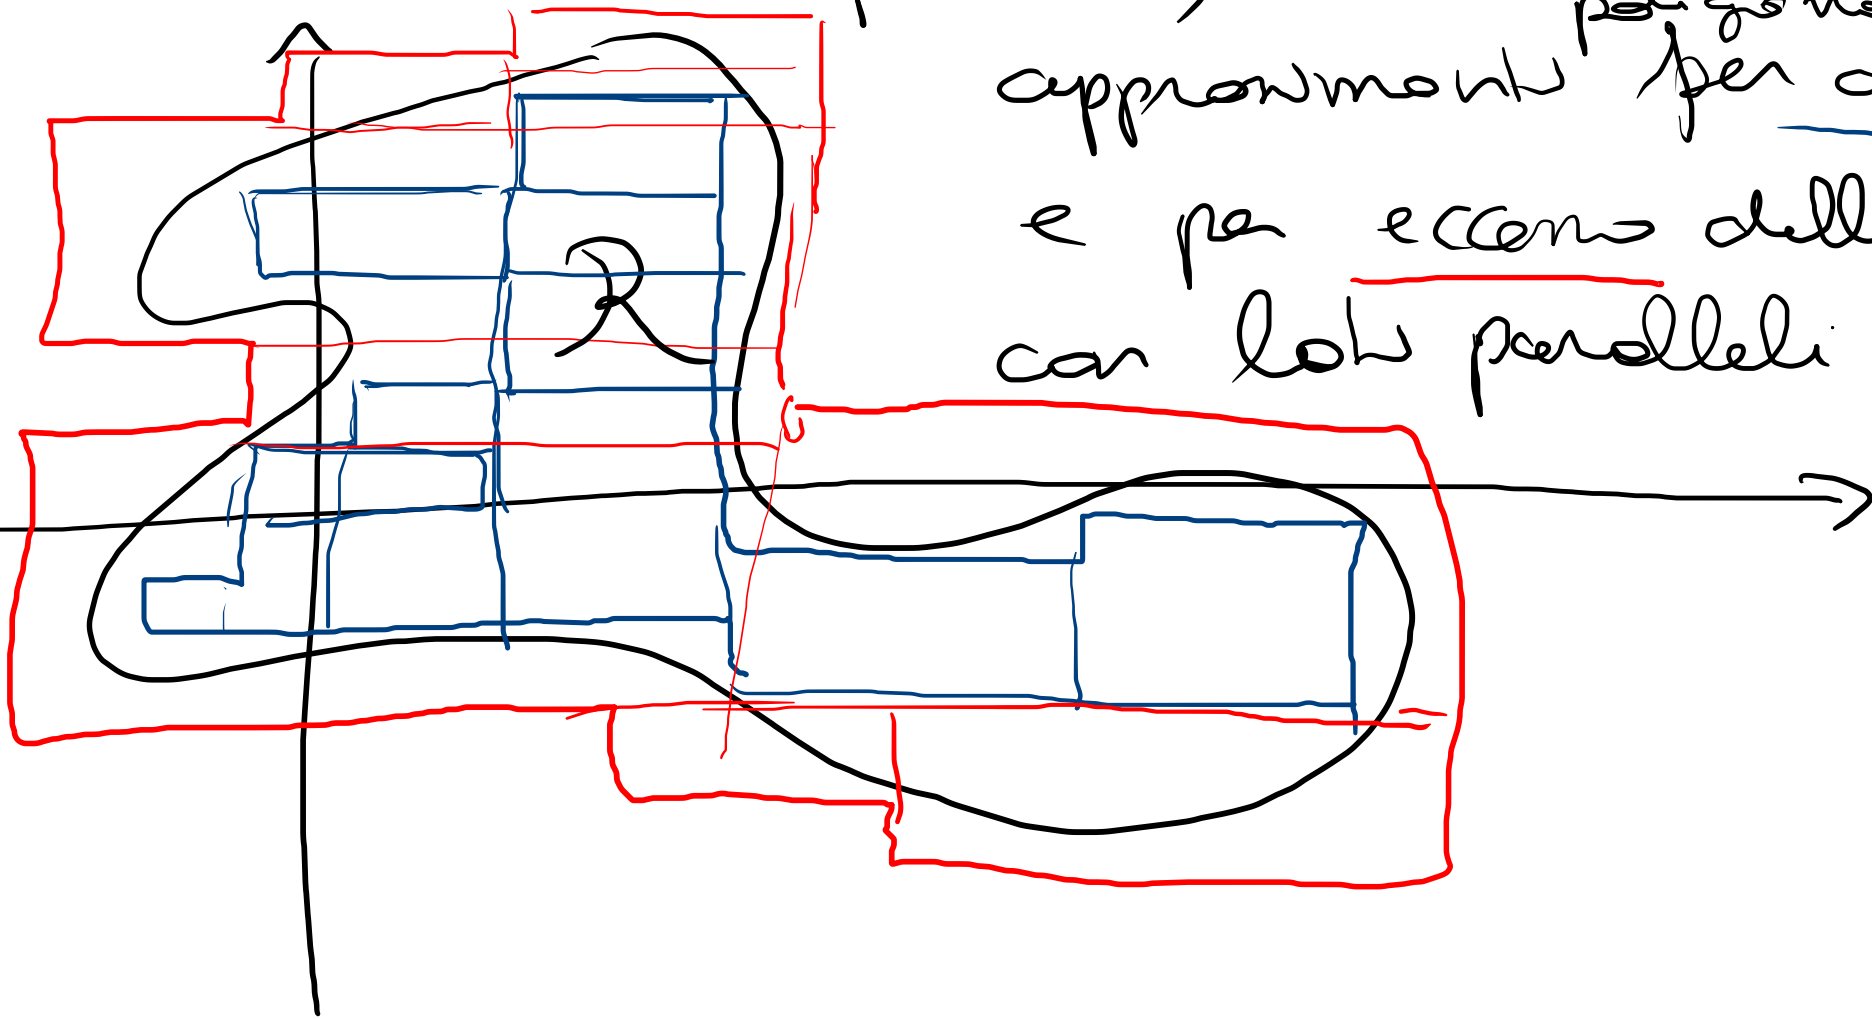 approssimanti per
e per eccesso dell
con lati paralleli
R